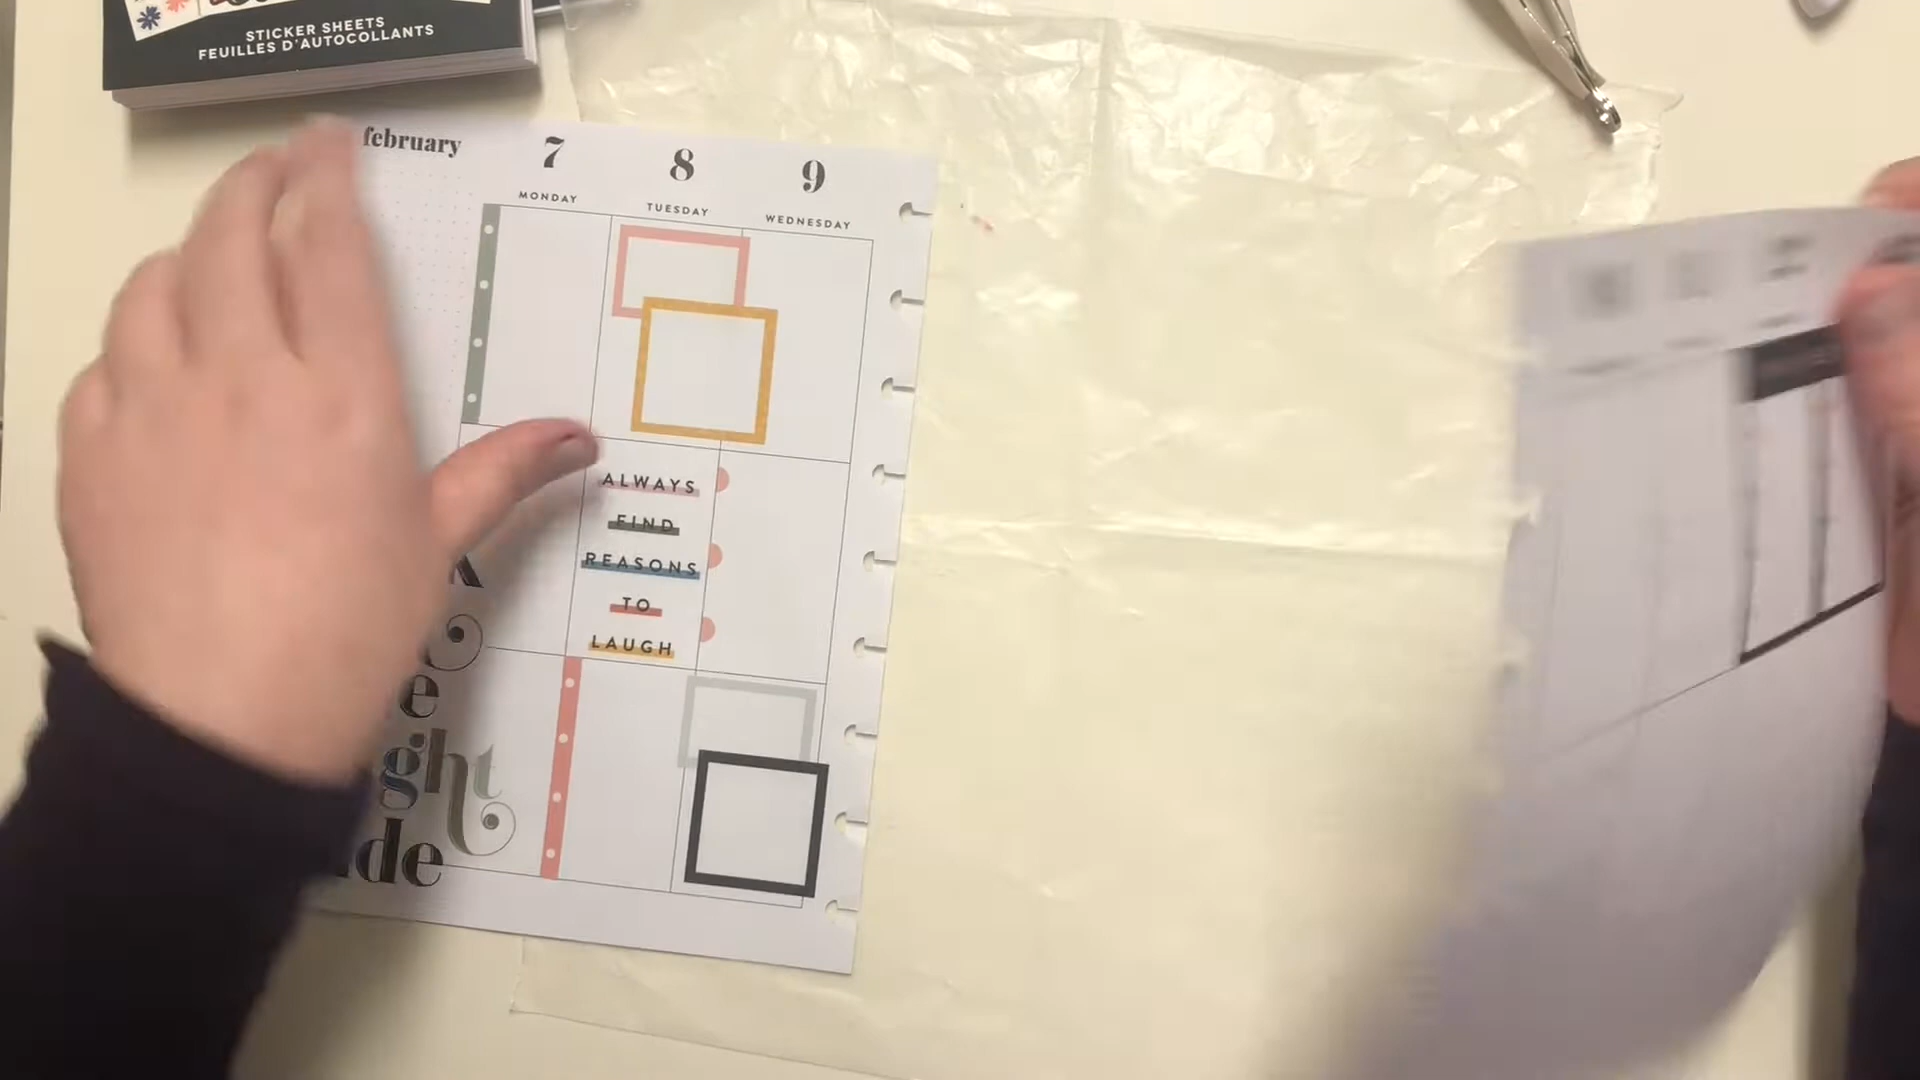 STICKER SHEETS
FEUILLES D'AUTOCOLLANTS
february
7
8
9
MONDAY
TUESDAY
WEDNESDAY
ALWAYS
FIND
REASONS
TO
LAUGH